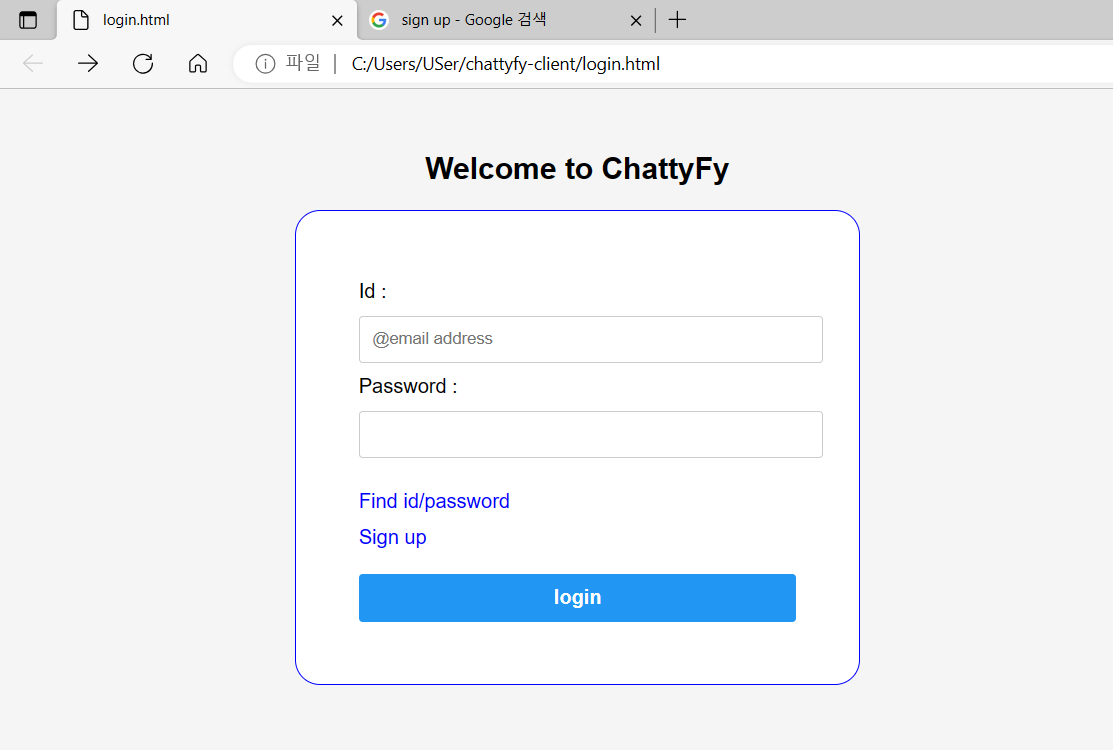 login.html
sign up - Google 검색
파일
C:/Users/USer/chattyfy-client/login.html
Welcome to ChattyFy
Id :
@email address
Password :
Find id/password
Sign up
login